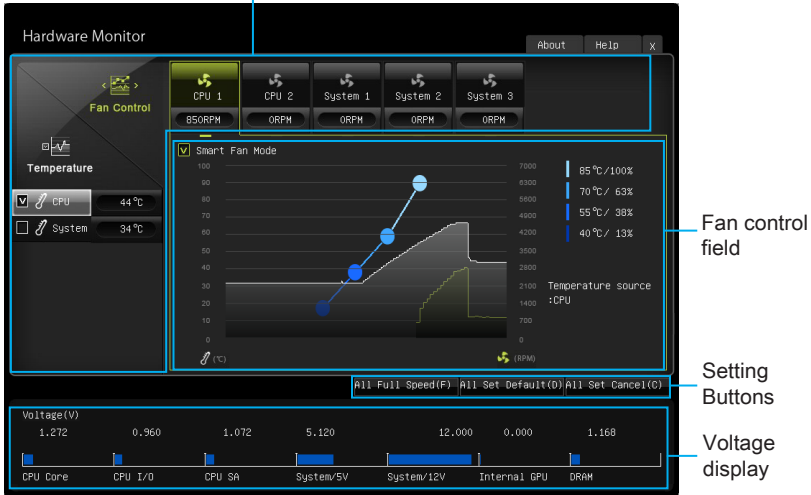 Hardware Monitor
About Help X
Fan Control
CPU 1 CPU 2 System 1 System 2 System 3
850RPM 0RPM 0RPM 0RPM 0RPM
Temperature
CPU 44°C
System 34°C
Smart Fan Mode
100 7000
90 6300
80 5600
70 4900
60 4200
50 3500
40 2800
30 2100
20 1400
10 700
0 0
(℃) (RPM)
85℃/100%
70℃/ 63%
55℃/ 38%
40℃/ 13%
Temperature source
:CPU
Fan control
field
All Full Speed(F) All Set Default(D) All Set Cancel(C)
Setting
Buttons
Voltage(V)
1.272 0.960 1.072 5.120 12.000 0.000 1.168
CPU Core CPU I/O CPU SA System/5V System/12V Internal GPU DRAM
Voltage
display